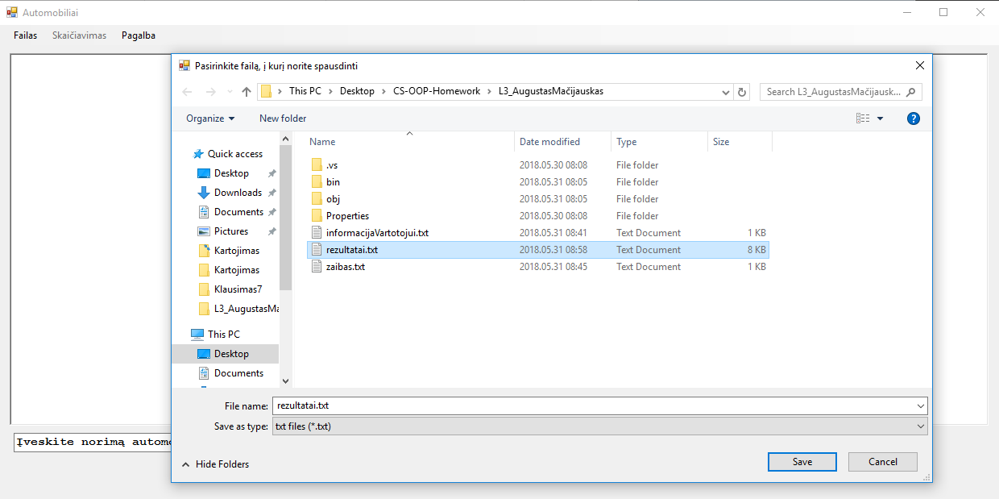 Automobiliai
Failas Skaičiavimas Pagalba
Pasirinkite failą, į kurį norite spausdinti
This PC > Desktop > CS-OOP-Homework > L3_AugustasMačijauskas
Search L3_AugustasMačijausk...
Organize New folder
?
Quick access
Desktop
Downloads
Documents
Pictures
Kartojimas
Kartojimas
Klausimas7
L3_AugustasMa
This PC
Desktop
Documents
Name Date modified Type Size
.vs 2018.05.30 08:08 File folder
bin 2018.05.31 08:05 File folder
obj 2018.05.31 08:05 File folder
Properties 2018.05.30 08:08 File folder
informacijaVartotojui.txt 2018.05.31 08:41 Text Document 1 KB
rezultatai.txt 2018.05.31 08:58 Text Document 8 KB
zaibas.txt 2018.05.31 08:45 Text Document 1 KB
File name: rezultatai.txt
Save as type: txt files (*.txt)
Įveskite norimą automo
Hide Folders
Save Cancel